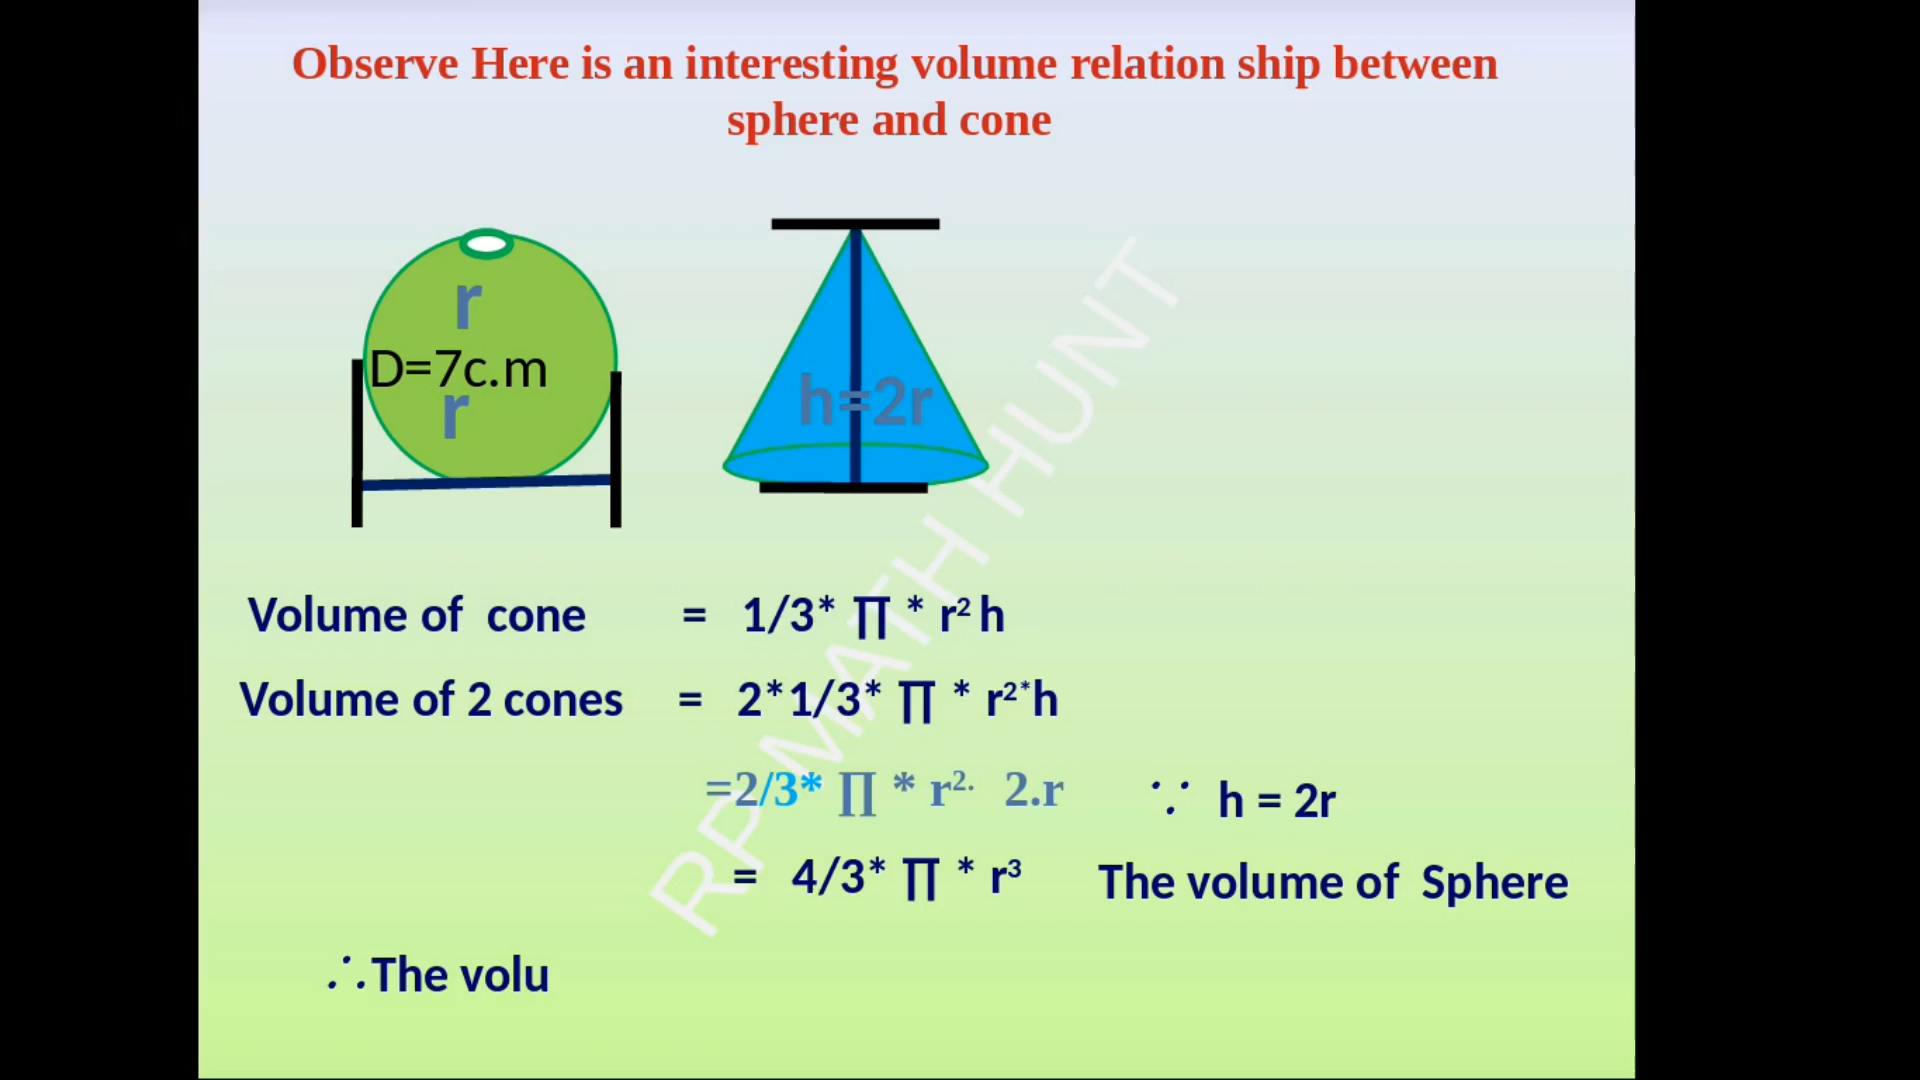 Observe Here is an interesting volume relation ship between
sphere and cone
r
D=7c.m
r
h=2r
Volume of cone = 1/3* ∏ * r² h
Volume of 2 cones = 2*1/3* ∏ * r²*h
=2/3* ∏ * r². 2.r ∵ h = 2r
= 4/3* ∏ * r³ The volume of Sphere
∴The volu
RP MATH HUNT